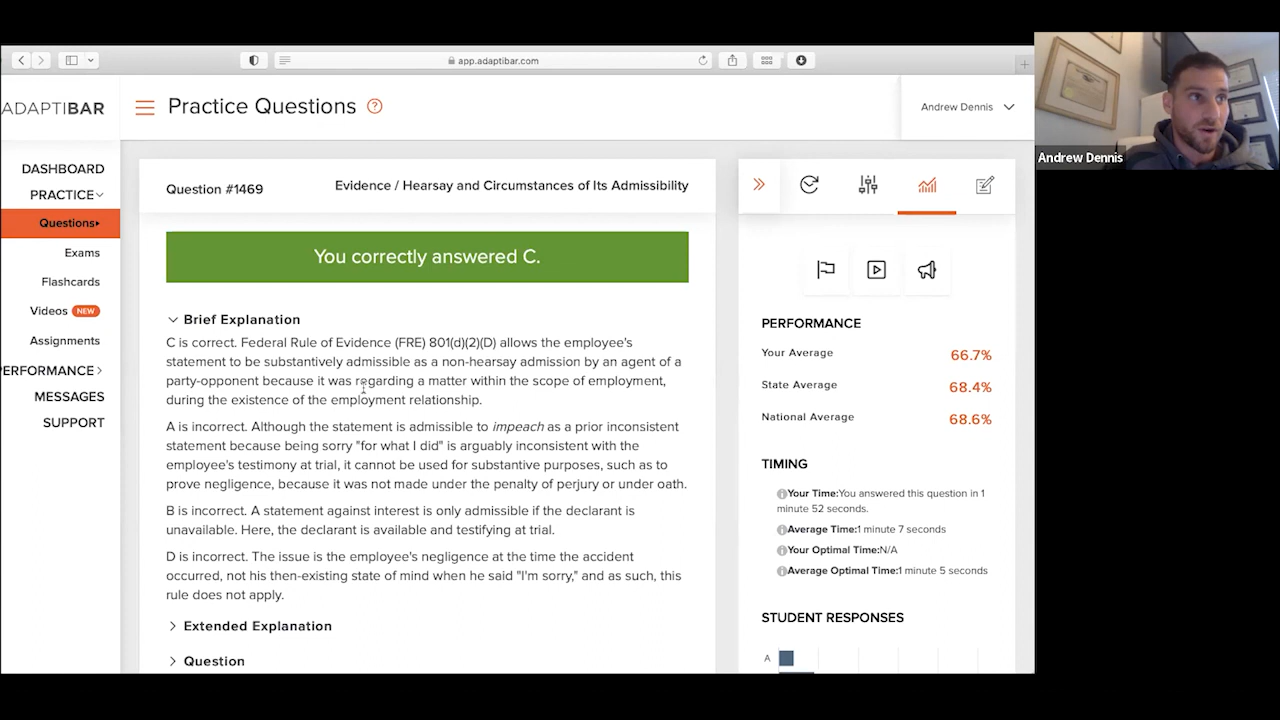 app.adaptibar.com
ADAPTIBAR
Practice Questions
Andrew Dennis
DASHBOARD
PRACTICE
Questions
Exams
Flashcards
Videos NEW
Assignments
PERFORMANCE
MESSAGES
SUPPORT
Question #1469
Evidence / Hearsay and Circumstances of Its Admissibility
You correctly answered C.
Brief Explanation
C is correct. Federal Rule of Evidence (FRE) 801(d)(2)(D) allows the employee's
statement to be substantively admissible as a non-hearsay admission by an agent of a
party-opponent because it was regarding a matter within the scope of employment,
during the existence of the employment relationship.
A is incorrect. Although the statement is admissible to impeach as a prior inconsistent
statement because being sorry "for what I did" is arguably inconsistent with the
employee's testimony at trial, it cannot be used for substantive purposes, such as to
prove negligence, because it was not made under the penalty of perjury or under oath.
B is incorrect. A statement against interest is only admissible if the declarant is
unavailable. Here, the declarant is available and testifying at trial.
D is incorrect. The issue is the employee's negligence at the time the accident
occurred, not his then-existing state of mind when he said "I'm sorry," and as such, this
rule does not apply.
Extended Explanation
Question
PERFORMANCE
Your Average 66.7%
State Average 68.4%
National Average 68.6%
TIMING
Your Time:You answered this question in 1
minute 52 seconds.
Average Time:1 minute 7 seconds
Your Optimal Time:N/A
Average Optimal Time:1 minute 5 seconds
STUDENT RESPONSES
A
Andrew Dennis